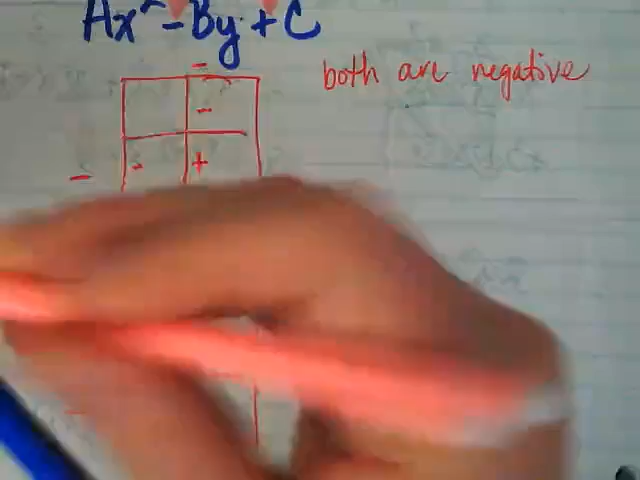 Ax² - By + C
both are negative
-
-
- +
-